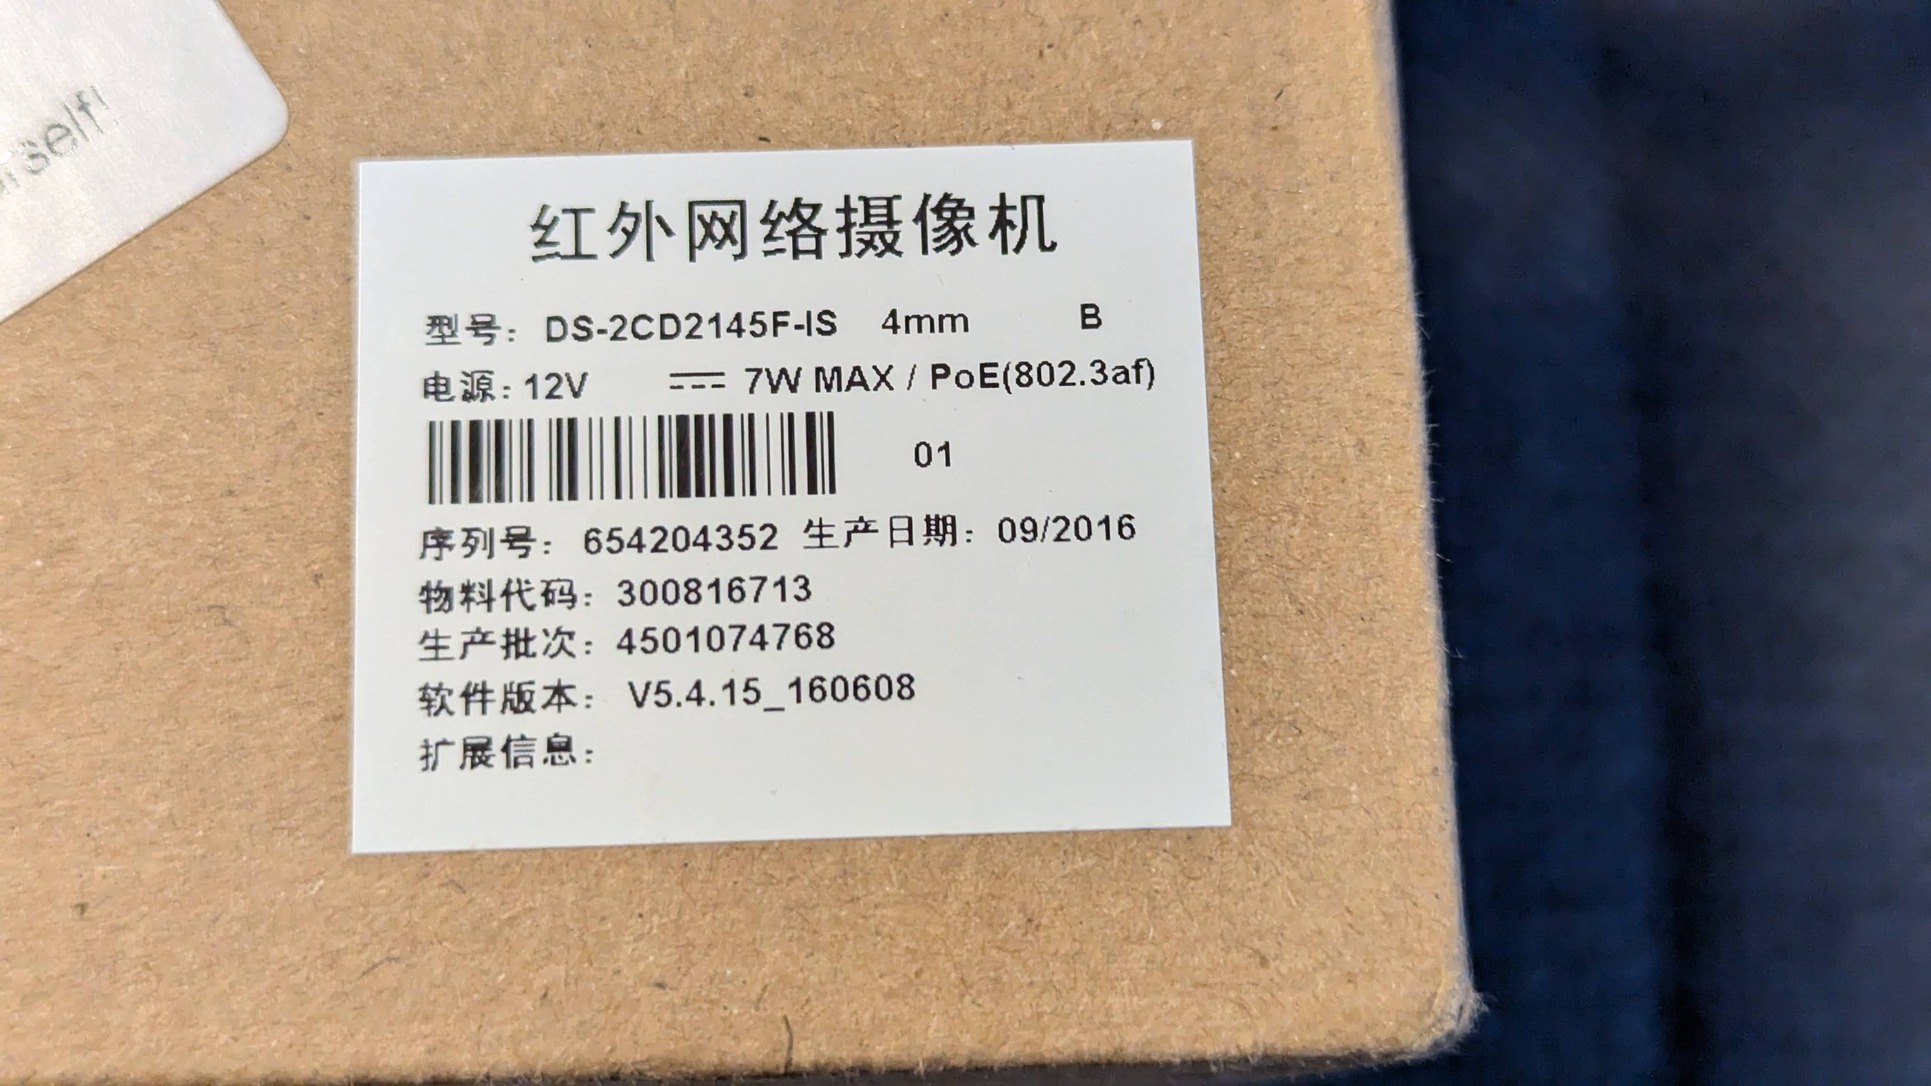 self!
红外网络摄像机
型号: DS-2CD2145F-IS 4mm B
电源: 12V ⎓ 7W MAX / PoE(802.3af)
01
序列号: 654204352 生产日期: 09/2016
物料代码: 300816713
生产批次: 4501074768
软件版本: V5.4.15_160608
扩展信息: